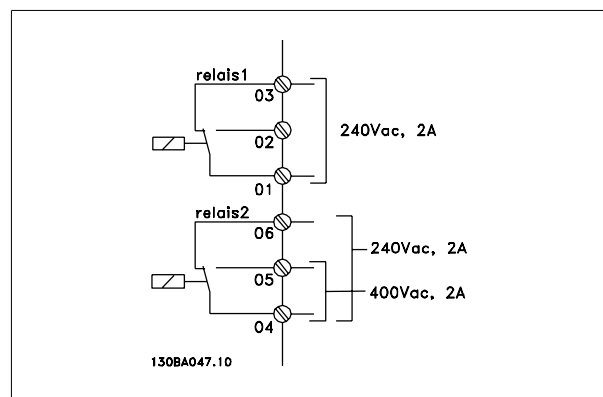 relais1
03
02
240Vac, 2A
01
relais2
06
240Vac, 2A
05
400Vac, 2A
04
130BA047.10